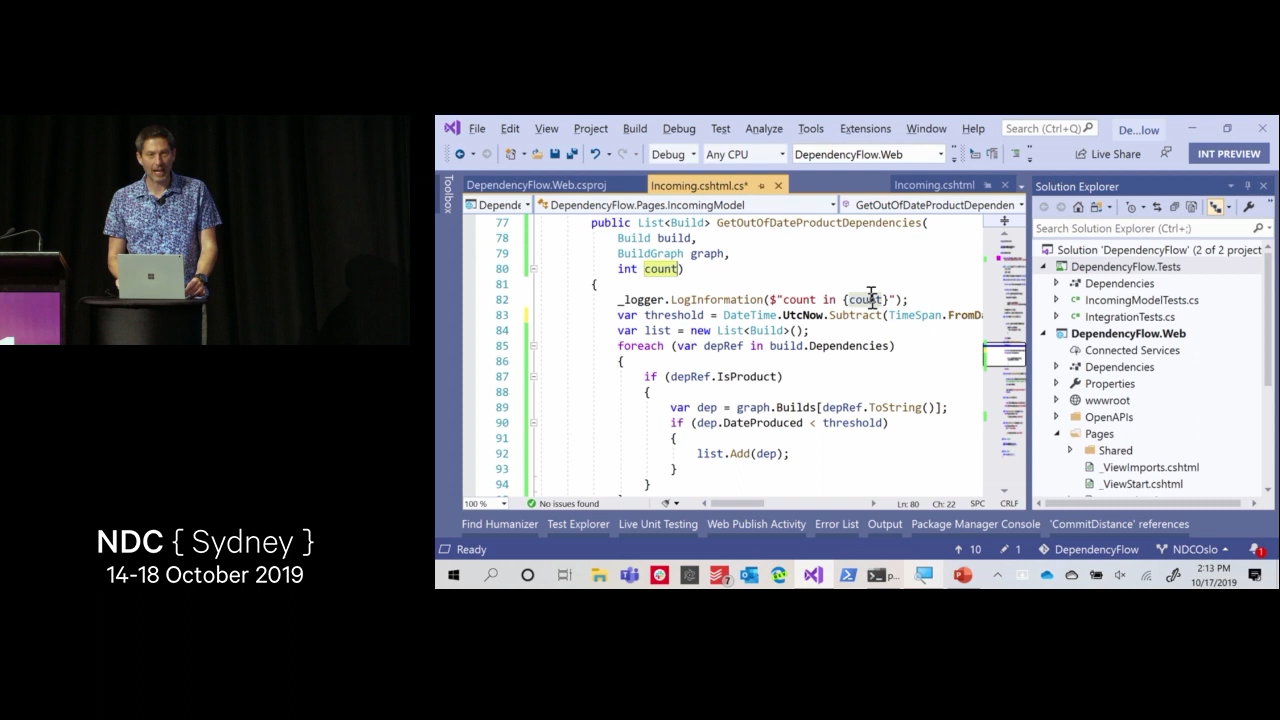 File Edit View Project Build Debug Test Analyze Tools Extensions Window Help Search (Ctrl+Q) De...low
Debug Any CPU DependencyFlow.Web Live Share INT PREVIEW
Toolbox
DependencyFlow.Web.csproj Incoming.cshtml.cs* Incoming.cshtml
Depende DependencyFlow.Pages.IncomingModel GetOutOfDateProductDependen
77 public List<Build> GetOutOfDateProductDependencies(
78 Build build,
79 BuildGraph graph,
80 int count)
81 {
82 _logger.LogInformation($"count in {count}");
83 var threshold = DateTime.UtcNow.Subtract(TimeSpan.FromDa
84 var list = new List<Build>();
85 foreach (var depRef in build.Dependencies)
86 {
87 if (depRef.IsProduct)
88 {
89 var dep = graph.Builds[depRef.ToString()];
90 if (dep.DateProduced < threshold)
91 {
92 list.Add(dep);
93 }
94 }
100 % No issues found Ln: 80 Ch: 22 SPC CRLF
Solution Explorer
Search Solution Explorer (Ctrl+;)
Solution 'DependencyFlow' (2 of 2 project
DependencyFlow.Tests
Dependencies
IncomingModelTests.cs
IntegrationTests.cs
DependencyFlow.Web
Connected Services
Dependencies
Properties
wwwroot
OpenAPIs
Pages
Shared
_ViewImports.cshtml
_ViewStart.cshtml
Find Humanizer Test Explorer Live Unit Testing Web Publish Activity Error List Output Package Manager Console 'CommitDistance' references
Ready 10 1 DependencyFlow NDCOslo 1
7 p... 2:13 PM
10/17/2019
NDC { Sydney }
14-18 October 2019